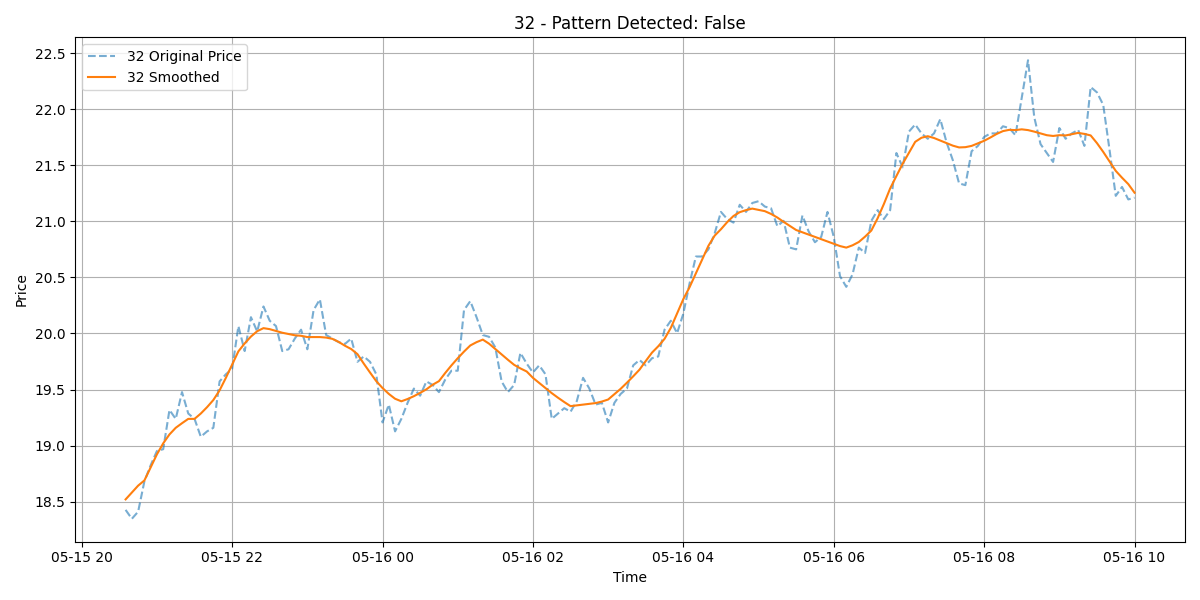 32 - Pattern Detected: False
32 Original Price
32 Smoothed
Price
22.5
22.0
21.5
21.0
20.5
20.0
19.5
19.0
18.5
05-15 20 05-15 22 05-16 00 05-16 02 05-16 04 05-16 06 05-16 08 05-16 10
Time